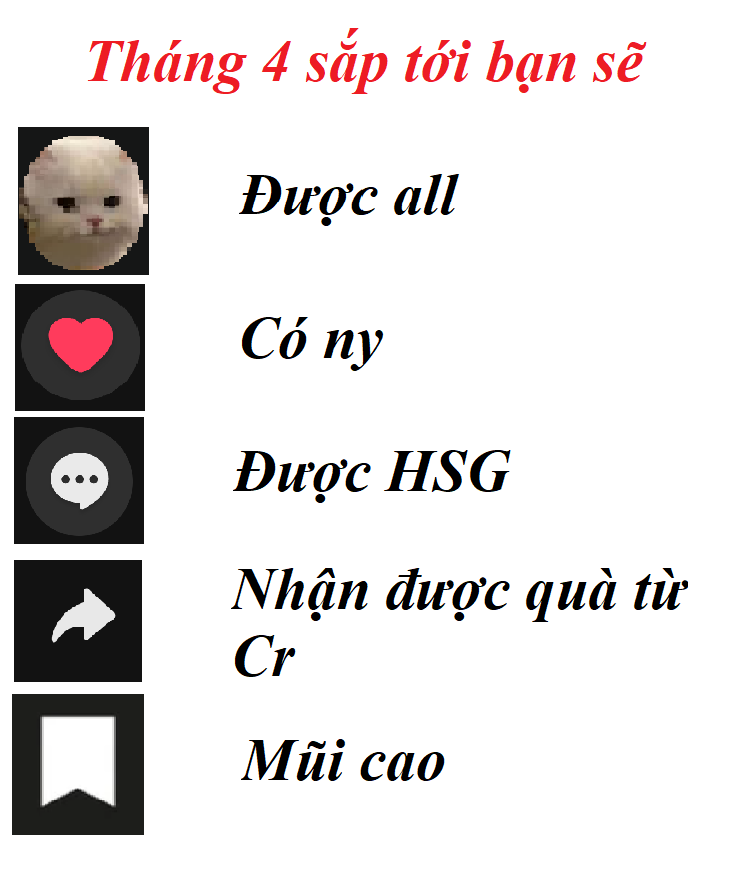 Tháng 4 sắp tới bạn sẽ
Được all
Có ny
Được HSG
Nhận được quà từ
Cr
Mũi cao